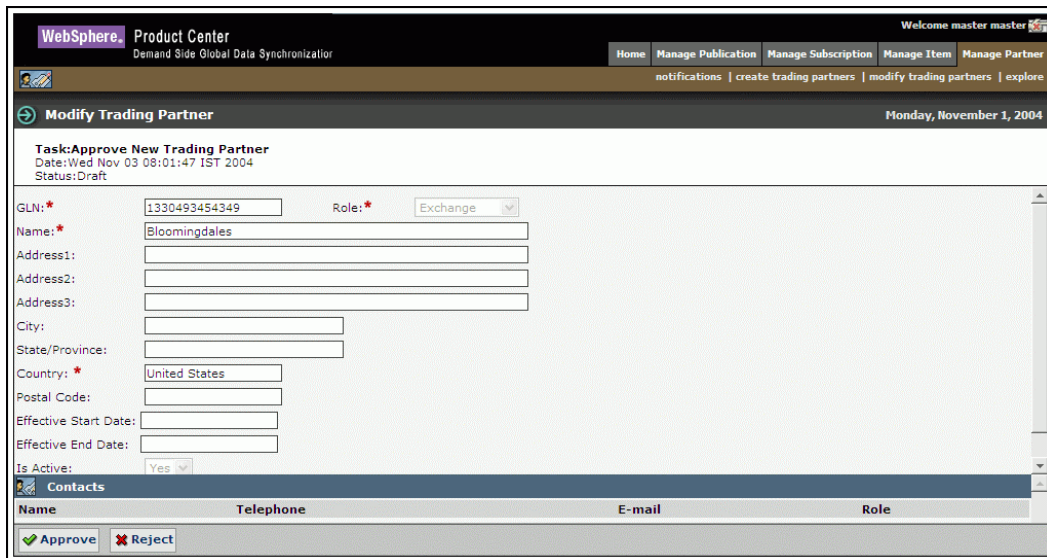 Welcome master master
WebSphere. Product Center
Demand Side Global Data Synchronization
Home Manage Publication Manage Subscription Manage Item Manage Partner
notifications | create trading partners | modify trading partners | explore
Modify Trading Partner Monday, November 1, 2004
Task:Approve New Trading Partner
Date:Wed Nov 03 08:01:47 IST 2004
Status:Draft
GLN:* 1330493454349 Role:* Exchange
Name:* Bloomingdales
Address1:
Address2:
Address3:
City:
State/Province:
Country: * United States
Postal Code:
Effective Start Date:
Effective End Date:
Is Active: Yes
Contacts
Name Telephone E-mail Role
Approve Reject